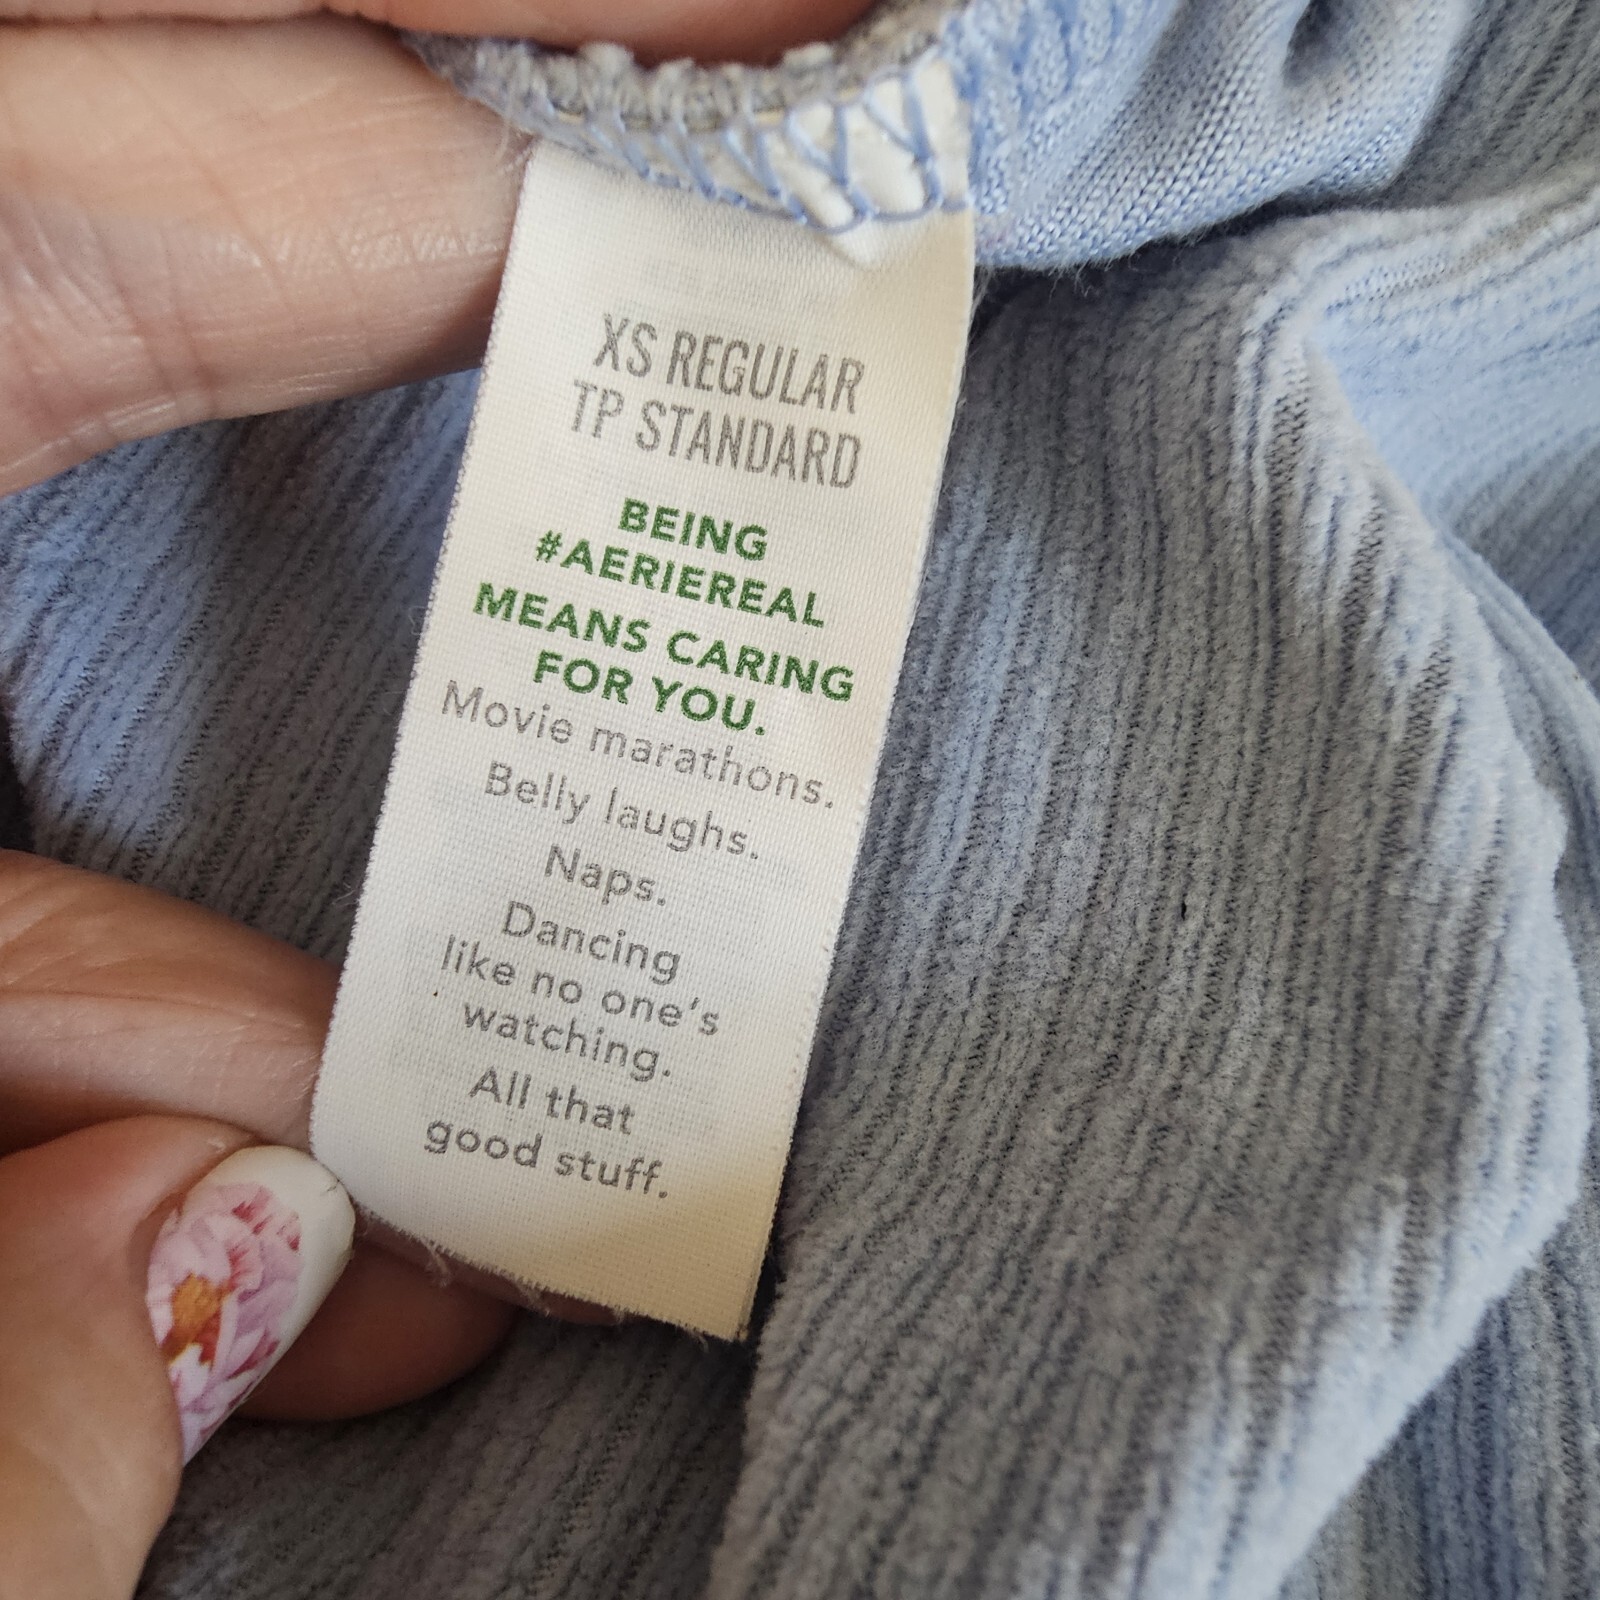 XS REGULAR
TP STANDARD
BEING
#AERIEREAL
MEANS CARING
FOR YOU.
Movie marathons.
Belly laughs.
Naps.
Dancing
like no one's
watching.
All that
good stuff.